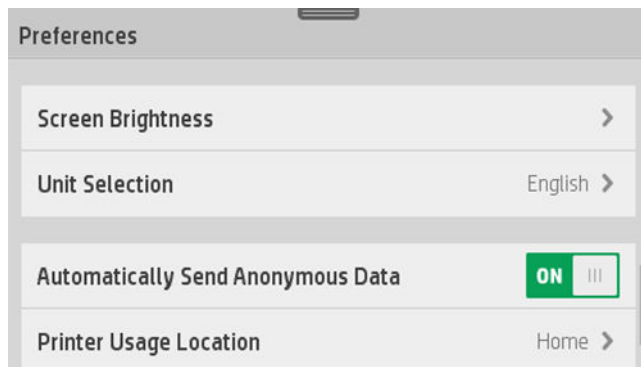 Preferences
Screen Brightness
Unit Selection English
Automatically Send Anonymous Data ON
Printer Usage Location Home